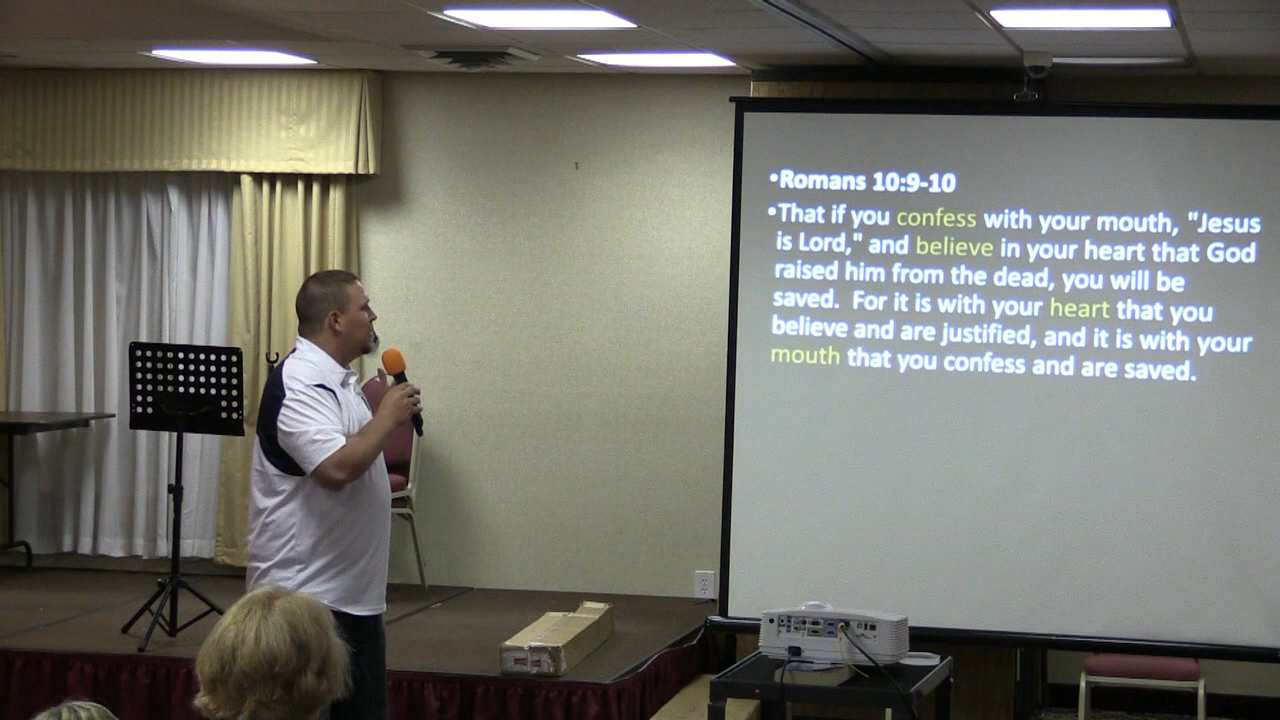 •Romans 10:9-10
•That if you confess with your mouth, "Jesus
is Lord," and believe in your heart that God
raised him from the dead, you will be
saved.  For it is with your heart that you
believe and are justified, and it is with your
mouth that you confess and are saved.